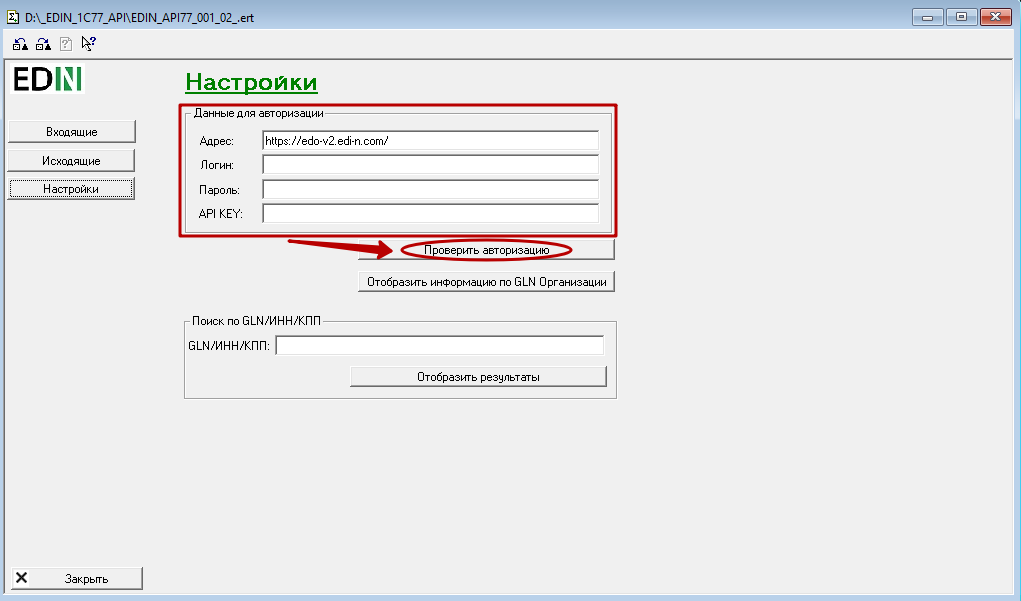 D:\_EDIN_1C77_API\EDIN_API77_001_02_.ert
EDIN
Настройки
Данные для авторизации
Адрес: https://edo-v2.edi-n.com/
Входящие
Логин:
Исходящие
Пароль:
Настройки
API KEY:
Проверить авторизацию
Отобразить информацию по GLN Организации
Поиск по GLN/ИНН/КПП
GLN/ИНН/КПП:
Отобразить результаты
Закрыть